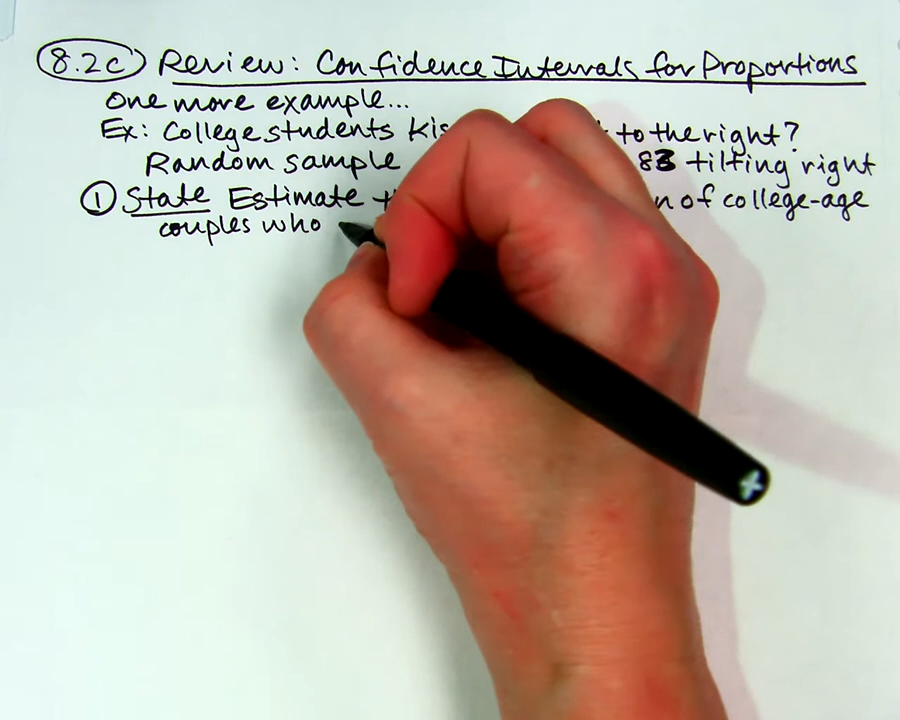 8.2c Review: Confidence Intervals for Proportions
One more example...
Ex: College students to the right?
Random sample 83 tilting right
① State Estimate of college-age
couples who